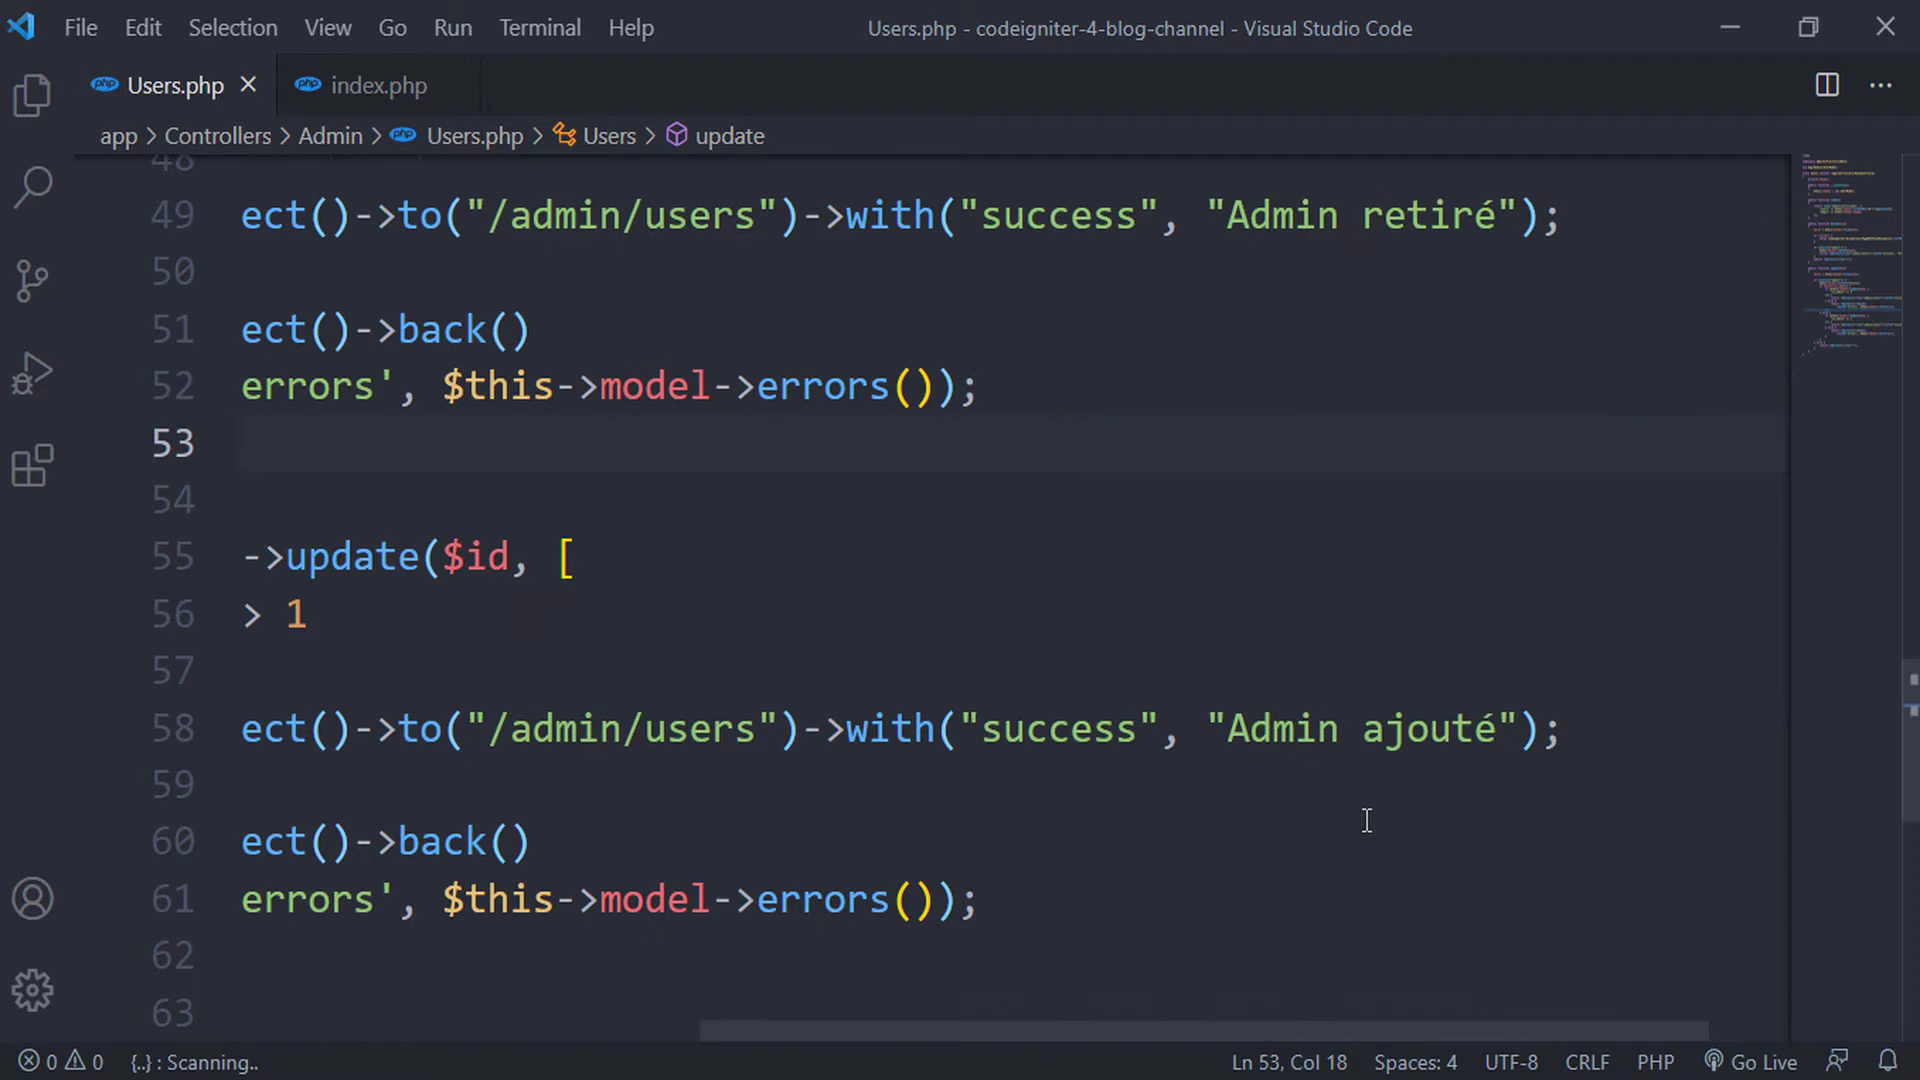 File Edit Selection View Go Run Terminal Help
Users.php - codeigniter-4-blog-channel - Visual Studio Code
Users.php
index.php
app > Controllers > Admin > Users.php > Users > update
48
49 ect()->to("/admin/users")->with("success", "Admin retiré");
50
51 ect()->back()
52 errors', $this->model->errors());
53
54
55 ->update($id, [
56 > 1
57
58 ect()->to("/admin/users")->with("success", "Admin ajouté");
59
60 ect()->back()
61 errors', $this->model->errors());
62
63
0 0 {..} : Scanning.. Ln 53, Col 18 Spaces: 4 UTF-8 CRLF PHP Go Live